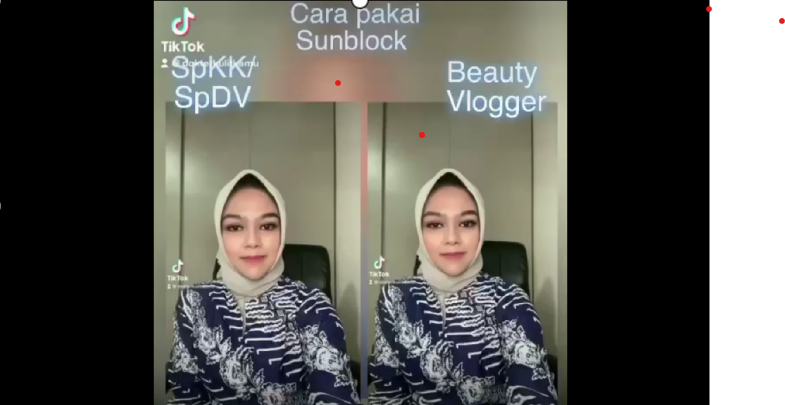 Cara pakai
Sunblock
TikTok
SpKK/
SpDV
Beauty
Vlogger
TikTok
TikTok